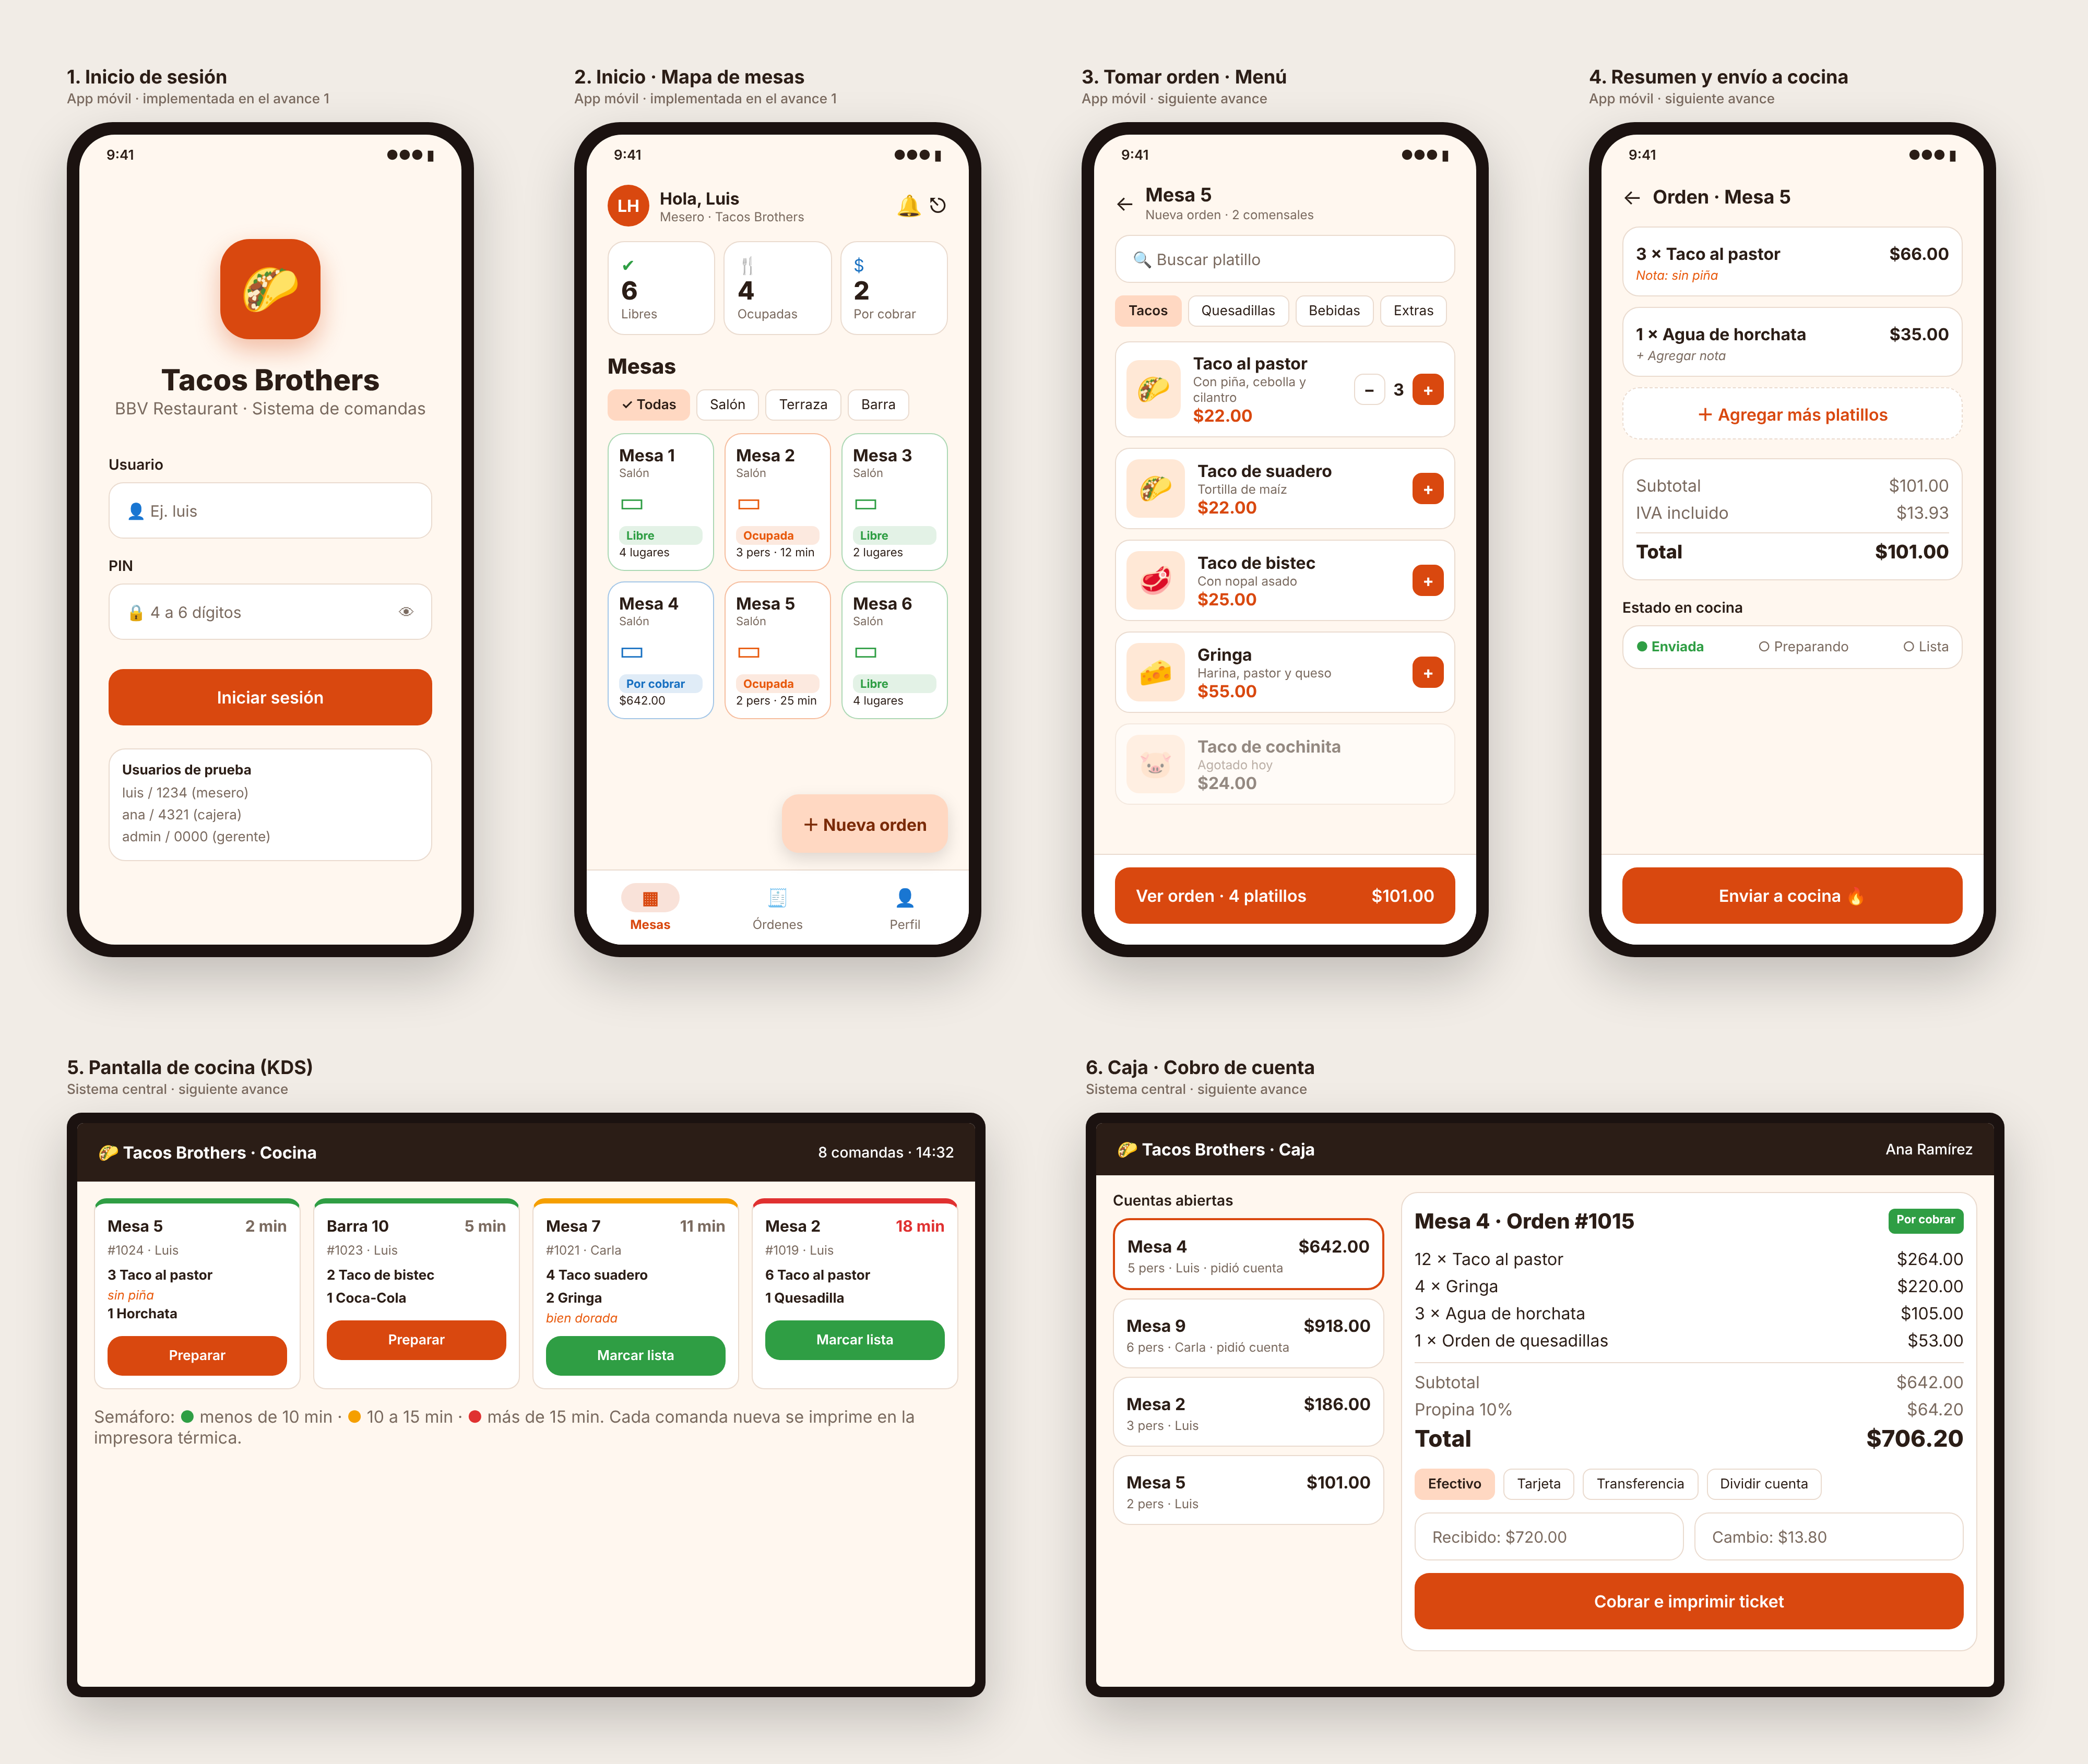 1. Inicio de sesión
App móvil · implementada en el avance 1
9:41
Tacos Brothers
BBV Restaurant · Sistema de comandas
Usuario
Ej. luis
PIN
4 a 6 dígitos
Iniciar sesión
Usuarios de prueba
luis / 1234 (mesero)
ana / 4321 (cajera)
admin / 0000 (gerente)
2. Inicio · Mapa de mesas
App móvil · implementada en el avance 1
9:41
LH
Hola, Luis
Mesero · Tacos Brothers
✔
6
Libres
4
Ocupadas
$
2
Por cobrar
Mesas
✓ Todas
Salón
Terraza
Barra
Mesa 1
Salón
Libre
4 lugares
Mesa 2
Salón
Ocupada
3 pers · 12 min
Mesa 3
Salón
Libre
2 lugares
Mesa 4
Salón
Por cobrar
$642.00
Mesa 5
Salón
Ocupada
2 pers · 25 min
Mesa 6
Salón
Libre
4 lugares
+ Nueva orden
Mesas
Órdenes
Perfil
3. Tomar orden · Menú
App móvil · siguiente avance
9:41
← Mesa 5
Nueva orden · 2 comensales
Buscar platillo
Tacos
Quesadillas
Bebidas
Extras
Taco al pastor
Con piña, cebolla y
cilantro
$22.00
− 3 +
Taco de suadero
Tortilla de maíz
$22.00
+
Taco de bistec
Con nopal asado
$25.00
+
Gringa
Harina, pastor y queso
$55.00
+
Taco de cochinita
Agotado hoy
$24.00
Ver orden · 4 platillos $101.00
4. Resumen y envío a cocina
App móvil · siguiente avance
9:41
← Orden · Mesa 5
3 × Taco al pastor $66.00
Nota: sin piña
1 × Agua de horchata $35.00
+ Agregar nota
+ Agregar más platillos
Subtotal $101.00
IVA incluido $13.93
Total $101.00
Estado en cocina
Enviada
Preparando
Lista
Enviar a cocina
5. Pantalla de cocina (KDS)
Sistema central · siguiente avance
Tacos Brothers · Cocina
8 comandas · 14:32
Mesa 5 2 min
#1024 · Luis
3 Taco al pastor
sin piña
1 Horchata
Preparar
Barra 10 5 min
#1023 · Luis
2 Taco de bistec
1 Coca-Cola
Preparar
Mesa 7 11 min
#1021 · Carla
4 Taco suadero
2 Gringa
bien dorada
Marcar lista
Mesa 2 18 min
#1019 · Luis
6 Taco al pastor
1 Quesadilla
Marcar lista
Semáforo: menos de 10 min · 10 a 15 min · más de 15 min. Cada comanda nueva se imprime en la
impresora térmica.
6. Caja · Cobro de cuenta
Sistema central · siguiente avance
Tacos Brothers · Caja
Ana Ramírez
Cuentas abiertas
Mesa 4 $642.00
5 pers · Luis · pidió cuenta
Mesa 9 $918.00
6 pers · Carla · pidió cuenta
Mesa 2 $186.00
3 pers · Luis
Mesa 5 $101.00
2 pers · Luis
Mesa 4 · Orden #1015
Por cobrar
12 × Taco al pastor $264.00
4 × Gringa $220.00
3 × Agua de horchata $105.00
1 × Orden de quesadillas $53.00
Subtotal $642.00
Propina 10% $64.20
Total $706.20
Efectivo
Tarjeta
Transferencia
Dividir cuenta
Recibido: $720.00
Cambio: $13.80
Cobrar e imprimir ticket